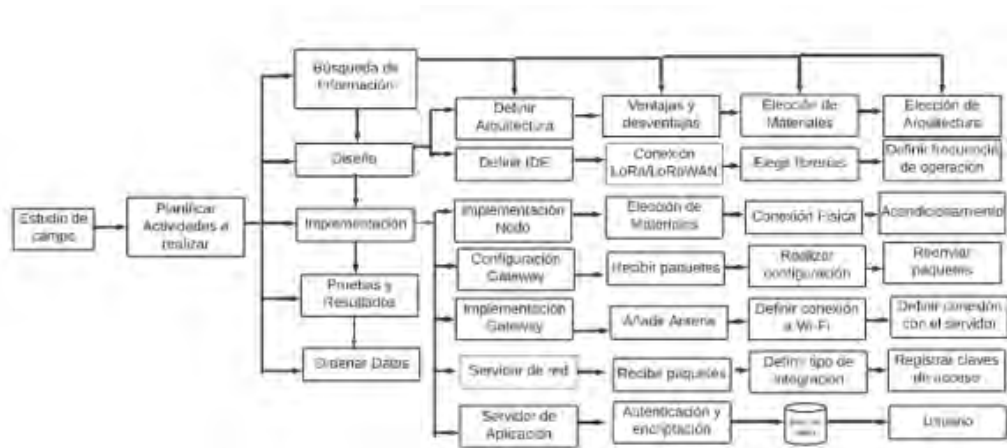 Búsqueda de
Información
Definir
Arquitectura
Ventajas y
desventajas
Elección de
Materiales
Elección de
Arquitectura
Diseño
Definir IDE
Conexión
LoRa/LoRaWAN
Elegir librerías
Definir frecuencia
de operación
Estudio de
campo
Planificar
Actividades a
realizar
Implementación
Implementación
Nodo
Elección de
Materiales
Conexión Física
Acondicionamiento
Configuración
Gateway
Recibir paquetes
Realizar
configuración
Reenviar
paquetes
Pruebas y
Resultados
Implementación
Gateway
Añadir Antena
Definir conexión
a Wi-Fi
Definir conexión
con el servidor
Ordenar Datos
Servidor de red
Recibe paquetes
Definir tipo de
integración
Registrar claves
de acceso
Servidor de
Aplicación
Autenticación y
encriptación
Usuario